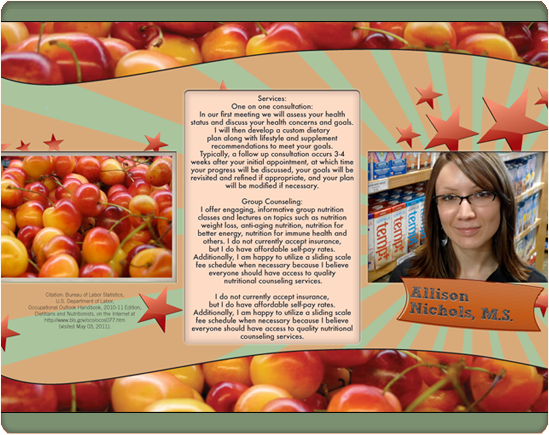 Services:
One on one consultation:
In our first meeting we will assess your health
status and discuss your health concerns and goals.
I will then develop a custom dietary
plan along with lifestyle and supplement
recommendations to meet your goals.
Typically, a follow up consultation occurs 3-4
weeks after your initial appointment, at which time
your progress will be discussed, your goals will be
revisited and refined if appropriate, and your plan
will be modified if necessary.
Group Counseling:
I offer engaging, informative group nutrition
classes and lectures on topics such as nutrition
weight loss, anti-aging nutrition, nutrition for
better energy, nutrition for immune health and
others. I do not currently accept insurance,
but I do have affordable self-pay rates.
Additionally, I am happy to utilize a sliding scale
fee schedule when necessary because I believe
everyone should have access to quality
nutritional counseling services.
I do not currently accept insurance,
but I do have affordable self-pay rates.
Additionally, I am happy to utilize a sliding scale
fee schedule when necessary because I believe
everyone should have access to quality nutritional
counseling services.
Citation: Bureau of Labor Statistics,
U.S. Department of Labor,
Occupational Outlook Handbook, 2010-11 Edition,
Dietitians and Nutritionists, on the Internet at
(visited May 03, 2011).
tempt
Allison
Nichols, M.S.